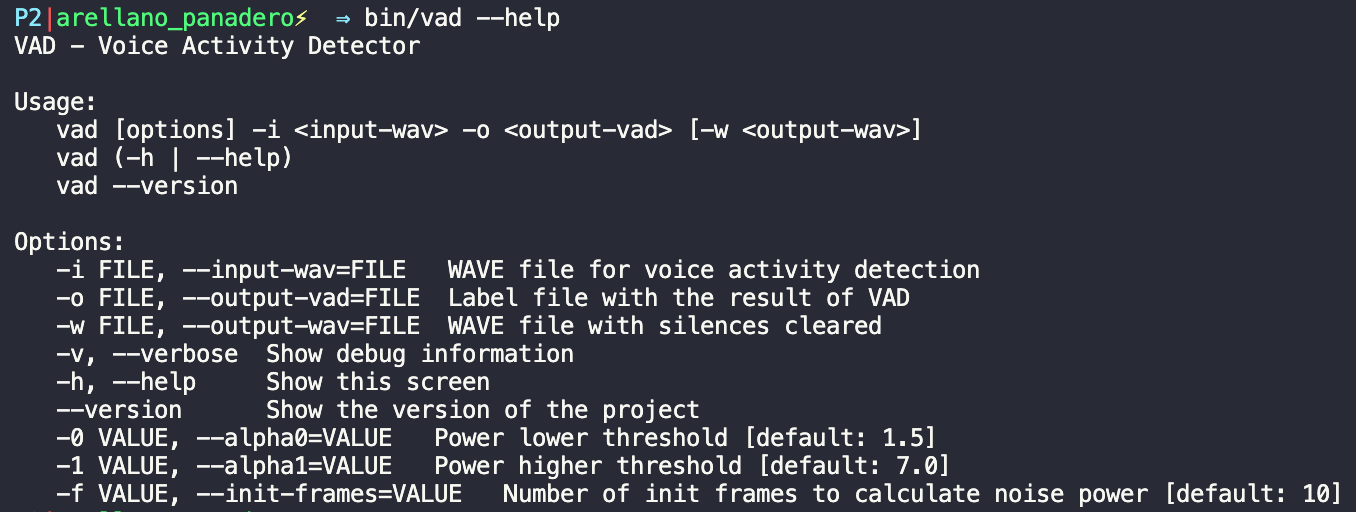 P2|arellano_panadero⚡ ⇒ bin/vad --help
VAD - Voice Activity Detector
Usage:
vad [options] -i <input-wav> -o <output-vad> [-w <output-wav>]
vad (-h | --help)
vad --version
Options:
-i FILE, --input-wav=FILE WAVE file for voice activity detection
-o FILE, --output-vad=FILE Label file with the result of VAD
-w FILE, --output-wav=FILE WAVE file with silences cleared
-v, --verbose Show debug information
-h, --help Show this screen
--version Show the version of the project
-0 VALUE, --alpha0=VALUE Power lower threshold [default: 1.5]
-1 VALUE, --alpha1=VALUE Power higher threshold [default: 7.0]
-f VALUE, --init-frames=VALUE Number of init frames to calculate noise power [default: 10]